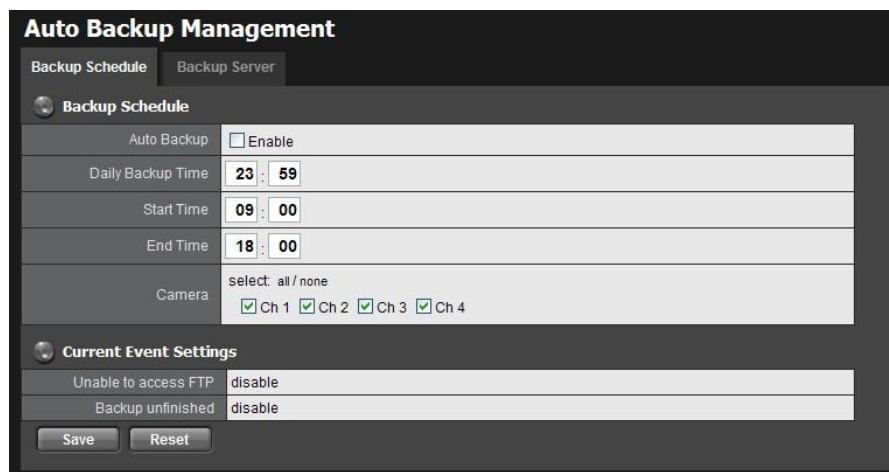 Auto Backup Management
Backup Schedule Backup Server
Backup Schedule
Auto Backup Enable
Daily Backup Time 23 : 59
Start Time 09 : 00
End Time 18 : 00
Camera select: all / none
Ch 1 Ch 2 Ch 3 Ch 4
Current Event Settings
Unable to access FTP disable
Backup unfinished disable
Save Reset